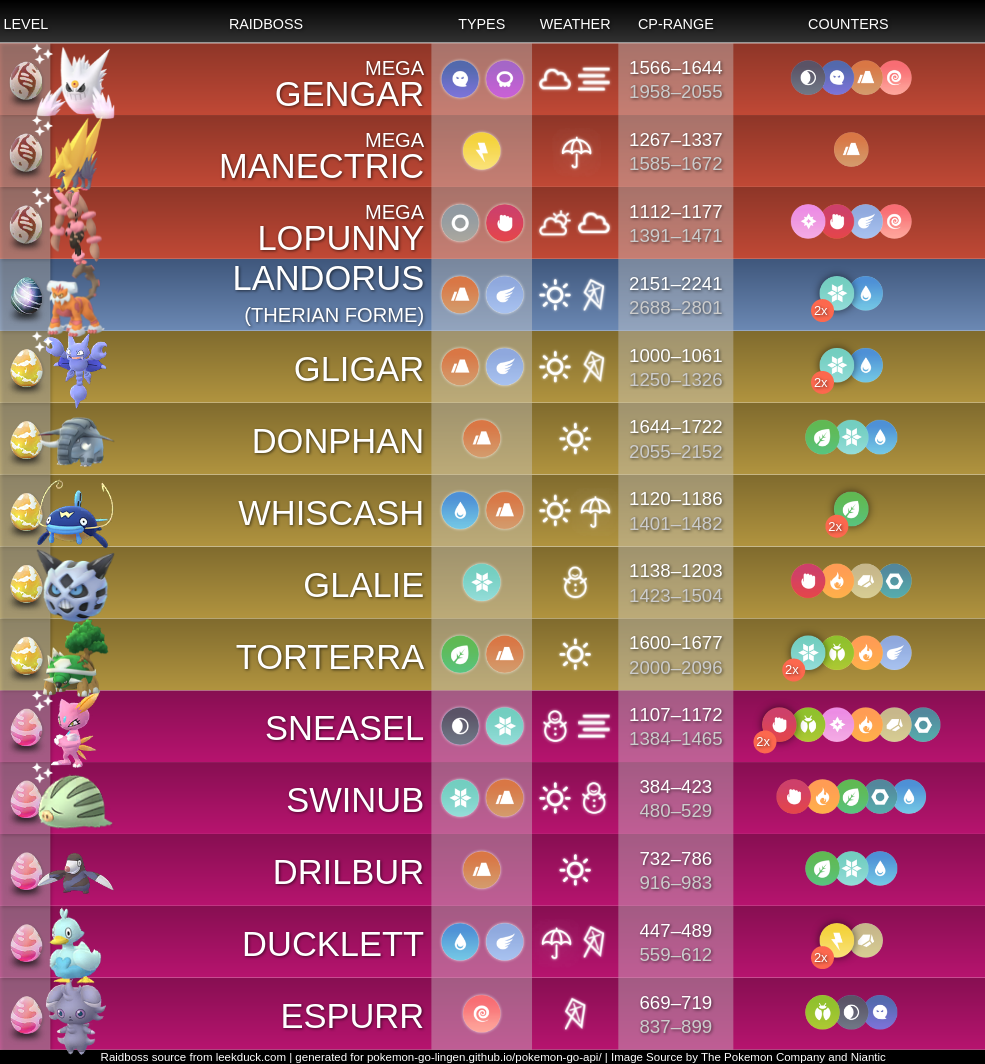 LEVEL RAIDBOSS TYPES WEATHER CP-RANGE COUNTERS
MEGA
GENGAR
1566–1644
1958–2055
MEGA
MANECTRIC
1267–1337
1585–1672
MEGA
LOPUNNY
1112–1177
1391–1471
LANDORUS
(THERIAN FORME)
2151–2241
2688–2801
2x
GLIGAR
1000–1061
1250–1326
2x
DONPHAN
1644–1722
2055–2152
WHISCASH
1120–1186
1401–1482
2x
GLALIE
1138–1203
1423–1504
TORTERRA
1600–1677
2000–2096
2x
SNEASEL
1107–1172
1384–1465
2x
SWINUB
384–423
480–529
DRILBUR
732–786
916–983
DUCKLETT
447–489
559–612
2x
ESPURR
669–719
837–899
Raidboss source from leekduck.com | generated for pokemon-go-lingen.github.io/pokemon-go-api/ | Image Source by The Pokemon Company and Niantic